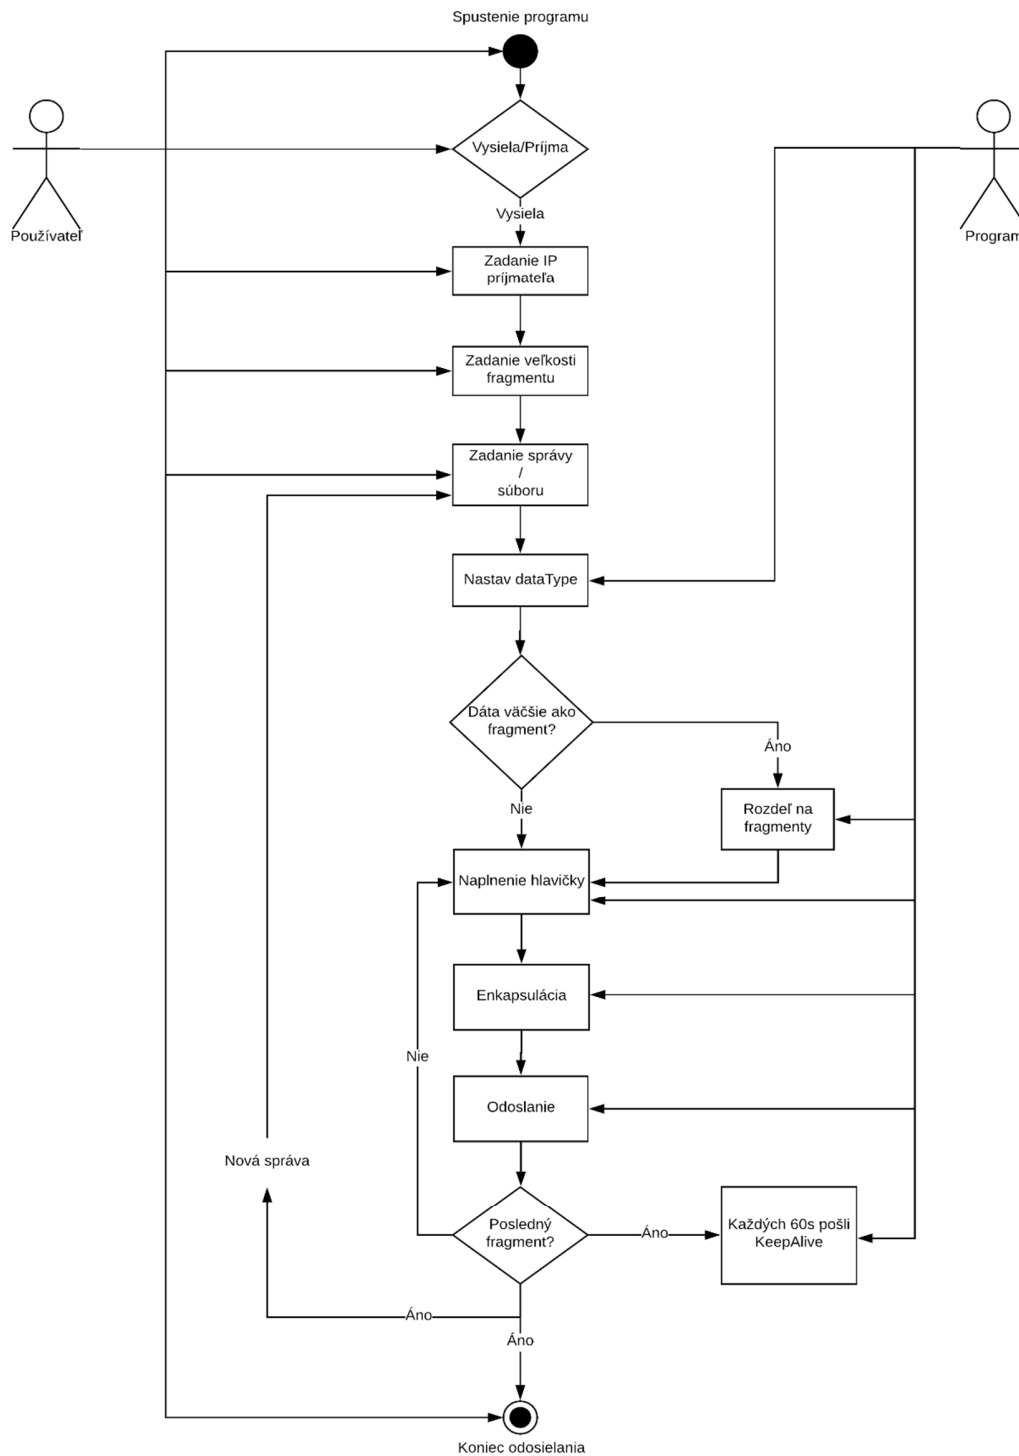 Spustenie programu
Vysiela/Príjma
Používateľ
Program
Vysiela
Zadanie IP
príjmateľa
Zadanie veľkosti
fragmentu
Zadanie správy
/
súboru
Nastav dataType
Dáta väčšie ako
fragment?
Áno
Nie
Rozdeľ na
fragmenty
Naplnenie hlavičky
Enkapsulácia
Nie
Odoslanie
Nová správa
Posledný
fragment?
Áno
Každých 60s pošli
KeepAlive
Áno
Áno
Koniec odosielania